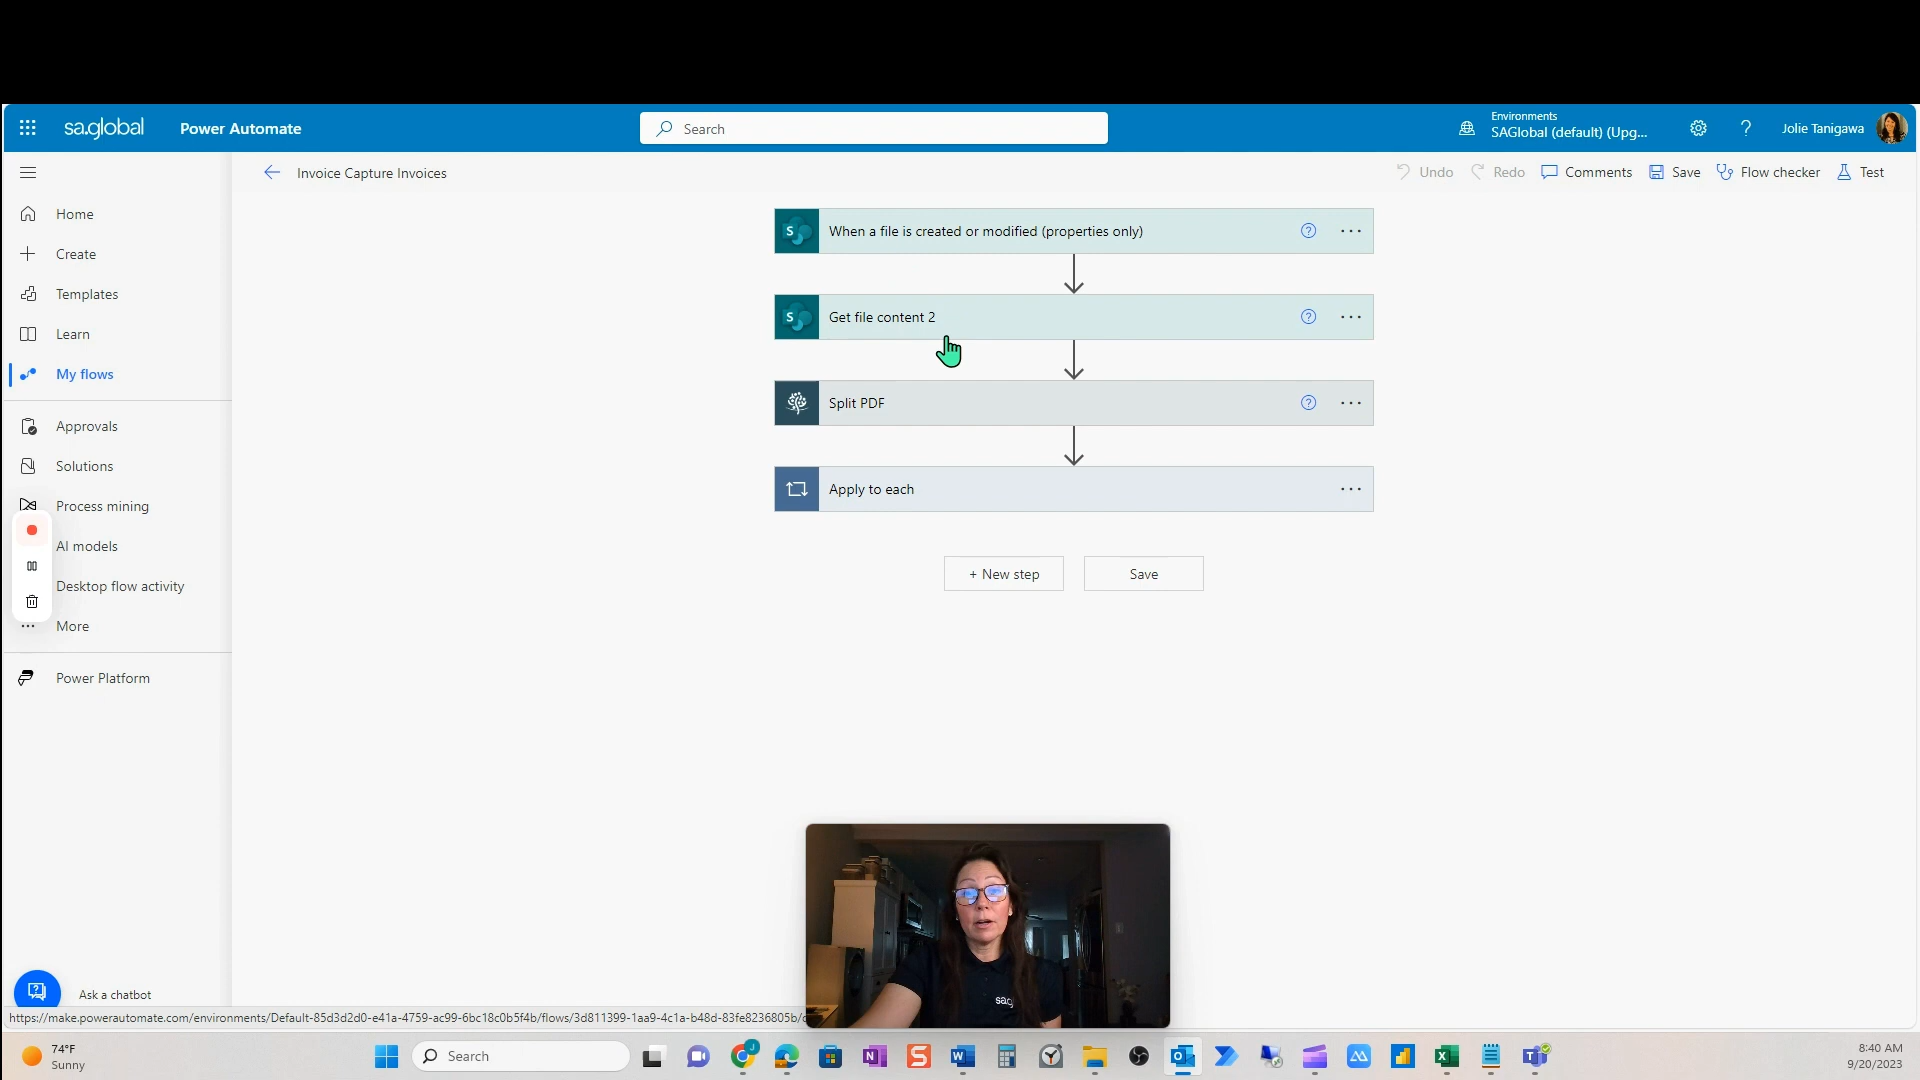 sa.global
Power Automate
Search
Environments
SAGlobal (default) (Upg...
?
Jolie Tanigawa
Invoice Capture Invoices
Undo
Redo
Comments
Save
Flow checker
Test
Home
Create
Templates
Learn
My flows
Approvals
Solutions
Process mining
AI models
Desktop flow activity
More
Power Platform
Ask a chatbot
When a file is created or modified (properties only)
Get file content 2
Split PDF
Apply to each
+ New step
Save
https://make.powerautomate.com/environments/Default-85d3d2d0-e41a-4759-ac99-6bc18c0b5f4b/flows/3d811399-1aa9-4c1a-b48d-83fe8236805b/
sag
74°F
Sunny
Search
8:40 AM
9/20/2023